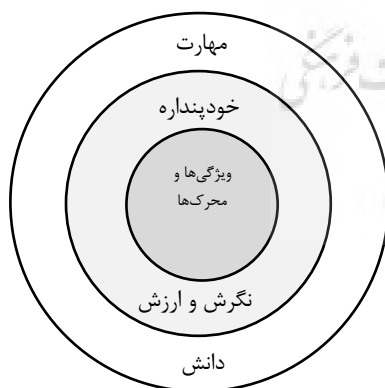 مهارت
خودپنداره
ویژگی‌ها و
محرک‌ها
نگرش و ارزش
دانش